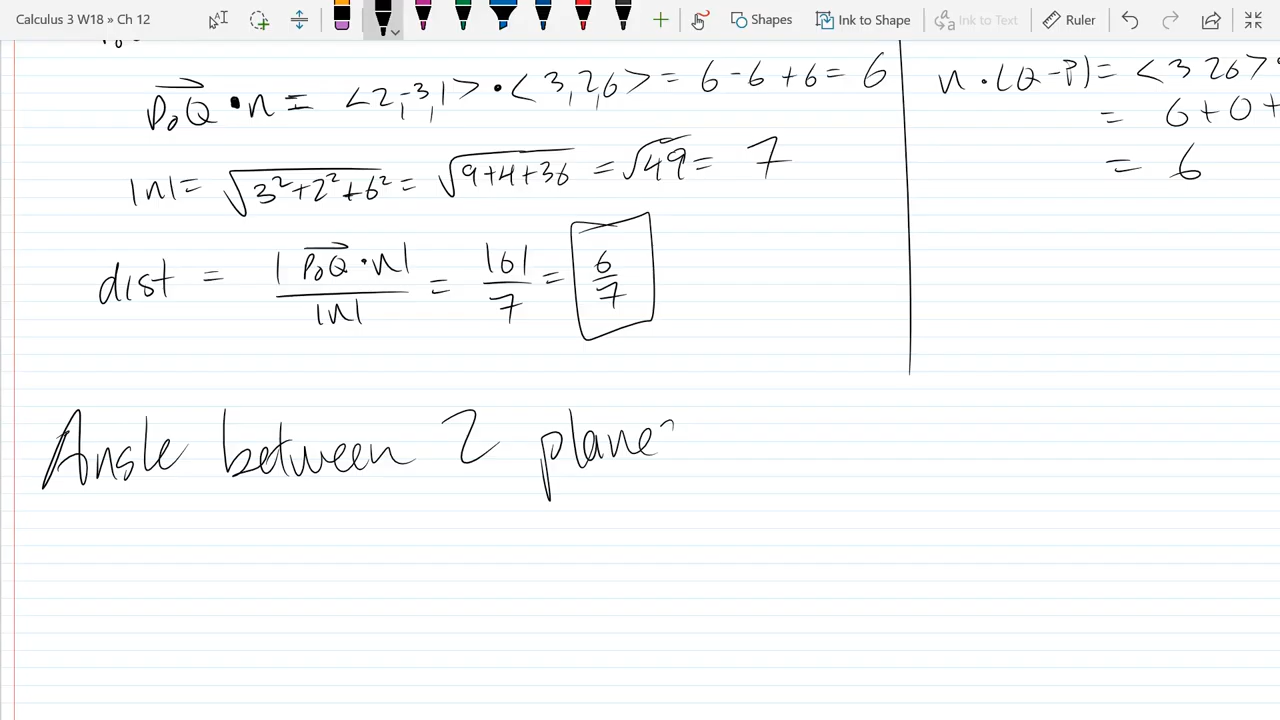 Calculus 3 W18 » Ch 12
Shapes
Ink to Shape
Ink to Text
Ruler
P₀Q · n = <2,-3,1> • <3,2,6> = 6 - 6 + 6 = 6
|n| = √3²+2²+6² = √9+4+36 = √49 = 7
dist = |P₀Q · n| / |n| = |6| / 7 = 6/7
n · (Q-P) = <3 2 6>
= 6 + 0 +
= 6
Angle between 2 plane